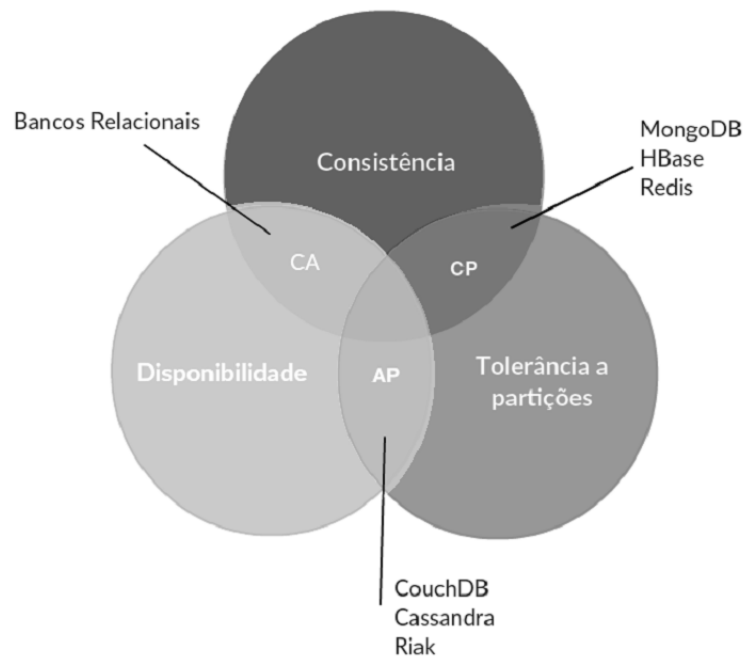 Bancos Relacionais
Consistência
MongoDB
HBase
Redis
CA
CP
Disponibilidade
AP
Tolerância a
partições
CouchDB
Cassandra
Riak